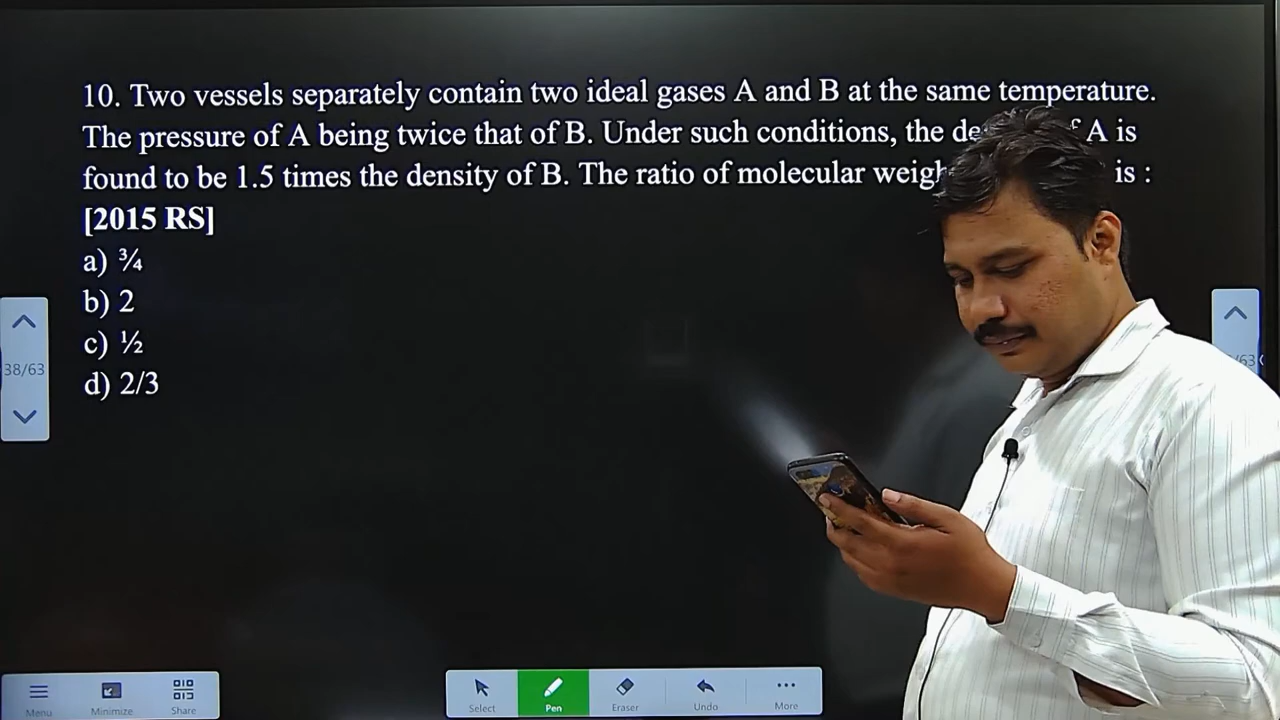 10. Two vessels separately contain two ideal gases A and B at the same temperature.
The pressure of A being twice that of B. Under such conditions, the A is
found to be 1.5 times the density of B. The ratio of molecular is :
[2015 RS]
a) ¾
b) 2
c) ½
d) 2/3
38/63
/63
Menu
Minimize
Share
Select
Pen
Eraser
Undo
More